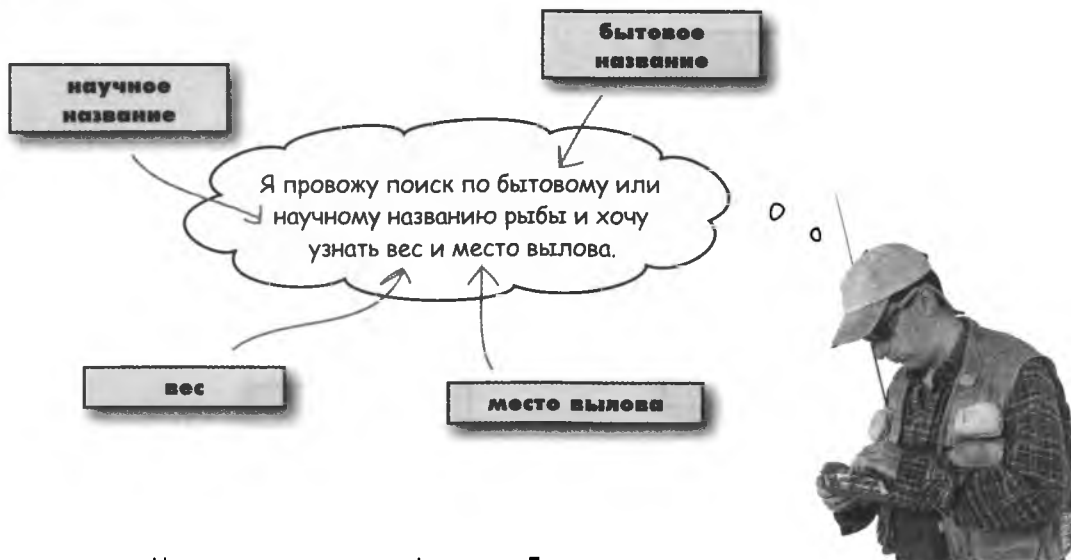 бытовое
название
научное
название
Я провожу поиск по бытовому или
научному названию рыбы и хочу
узнать вес и место вылова.
вес
место вылова